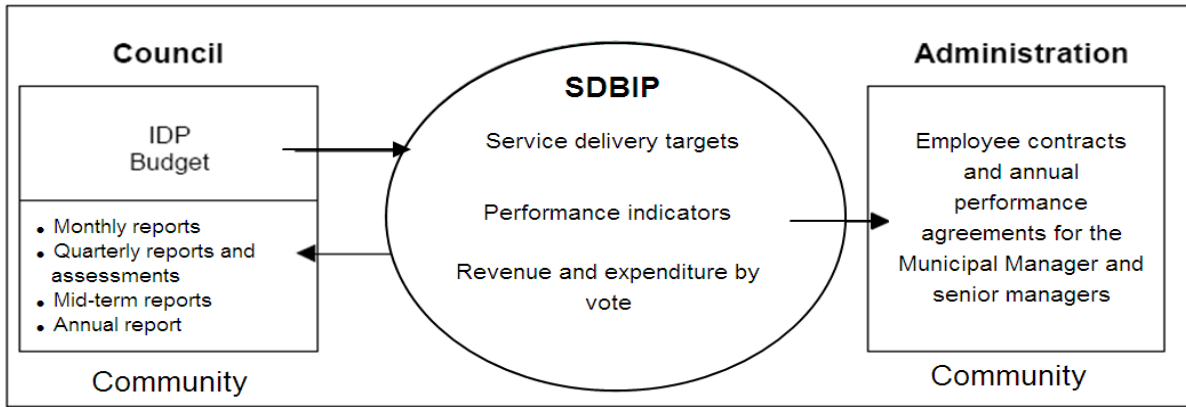 Council
IDP
Budget
• Monthly reports
• Quarterly reports and
assessments
• Mid-term reports
• Annual report
Community
SDBIP
Service delivery targets
Performance indicators
Revenue and expenditure by
vote
Administration
Employee contracts
and annual
performance
agreements for the
Municipal Manager and
senior managers
Community